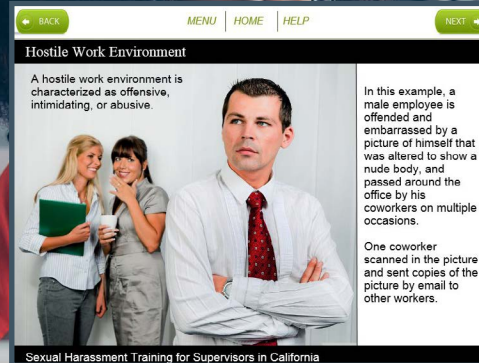 BACK
MENU HOME HELP
NEXT
Hostile Work Environment
A hostile work environment is
characterized as offensive,
intimidating, or abusive.
In this example, a
male employee is
offended and
embarrassed by a
picture of himself that
was altered to show a
nude body, and
passed around the
office by his
coworkers on multiple
occasions.
One coworker
scanned in the picture
and sent copies of the
picture by email to
other workers.
Sexual Harassment Training for Supervisors in California